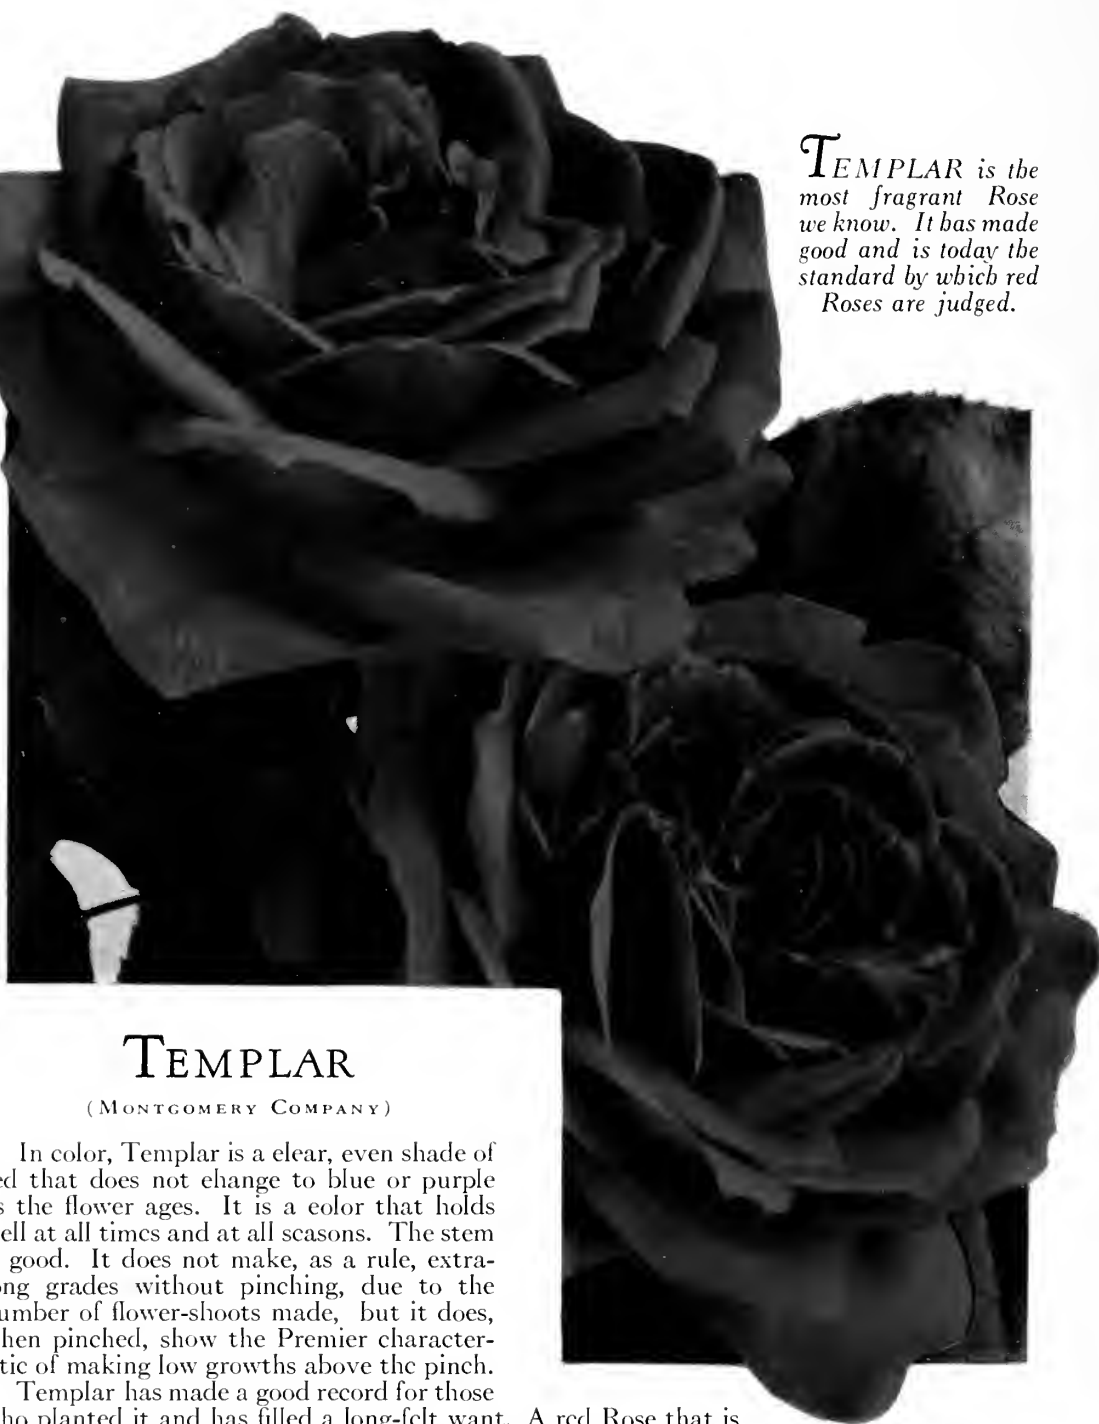 TEMPLAR is the
most fragrant Rose
we know. It has made
good and is today the
standard by which red
Roses are judged.
TEMPLAR
(MONTGOMERY COMPANY)
In color, Templar is a clear, even shade of
ed that does not change to blue or purple
s the flower ages. It is a color that holds
ell at all times and at all seasons. The stem
good. It does not make, as a rule, extra-
ong grades without pinching, due to the
umber of flower-shoots made, but it does,
hen pinched, show the Premier character-
tic of making low growths above the pinch.
Templar has made a good record for those
ho planted it and has filled a long-felt want. A red Rose that is